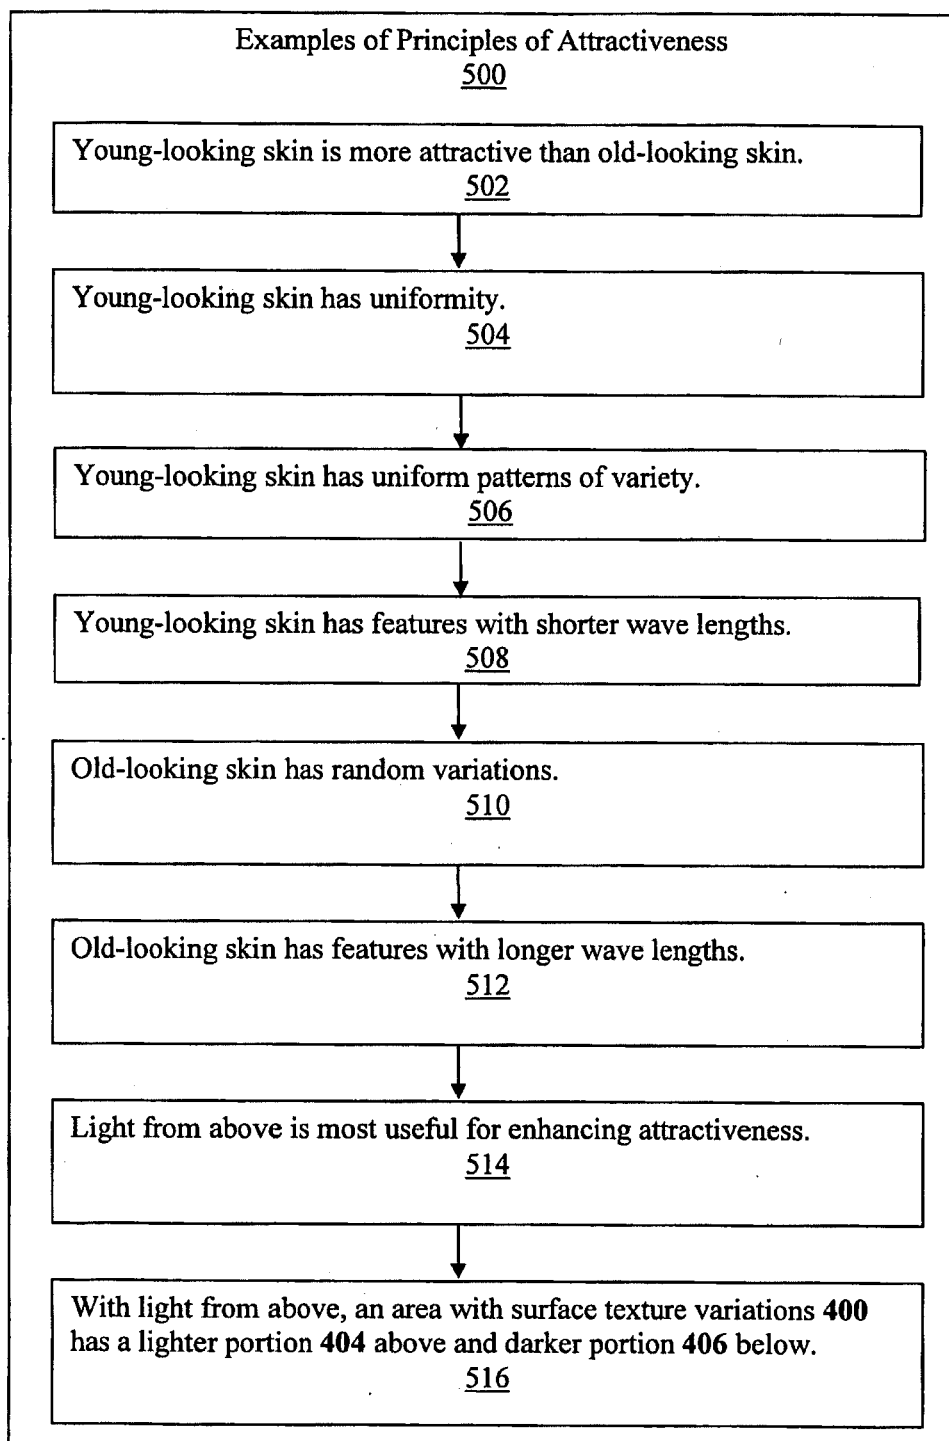 Examples of Principles of Attractiveness
500
Young-looking skin is more attractive than old-looking skin.
502
Young-looking skin has uniformity.
504
Young-looking skin has uniform patterns of variety.
506
Young-looking skin has features with shorter wave lengths.
508
Old-looking skin has random variations.
510
Old-looking skin has features with longer wave lengths.
512
Light from above is most useful for enhancing attractiveness.
514
With light from above, an area with surface texture variations 400
has a lighter portion 404 above and darker portion 406 below.
516